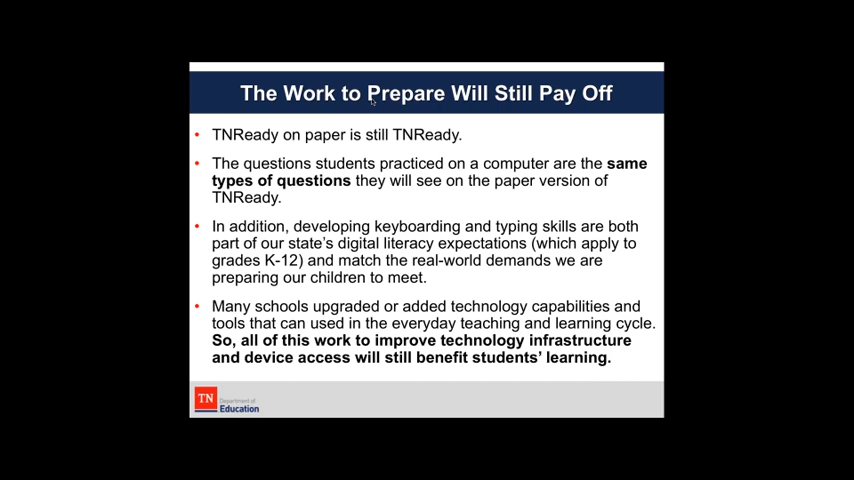 The Work to Prepare Will Still Pay Off
• TNReady on paper is still TNReady.
• The questions students practiced on a computer are the same
types of questions they will see on the paper version of
TNReady.
• In addition, developing keyboarding and typing skills are both
part of our state's digital literacy expectations (which apply to
grades K-12) and match the real-world demands we are
preparing our children to meet.
• Many schools upgraded or added technology capabilities and
tools that can used in the everyday teaching and learning cycle.
So, all of this work to improve technology infrastructure
and device access will still benefit students' learning.
TN
Department of
Education